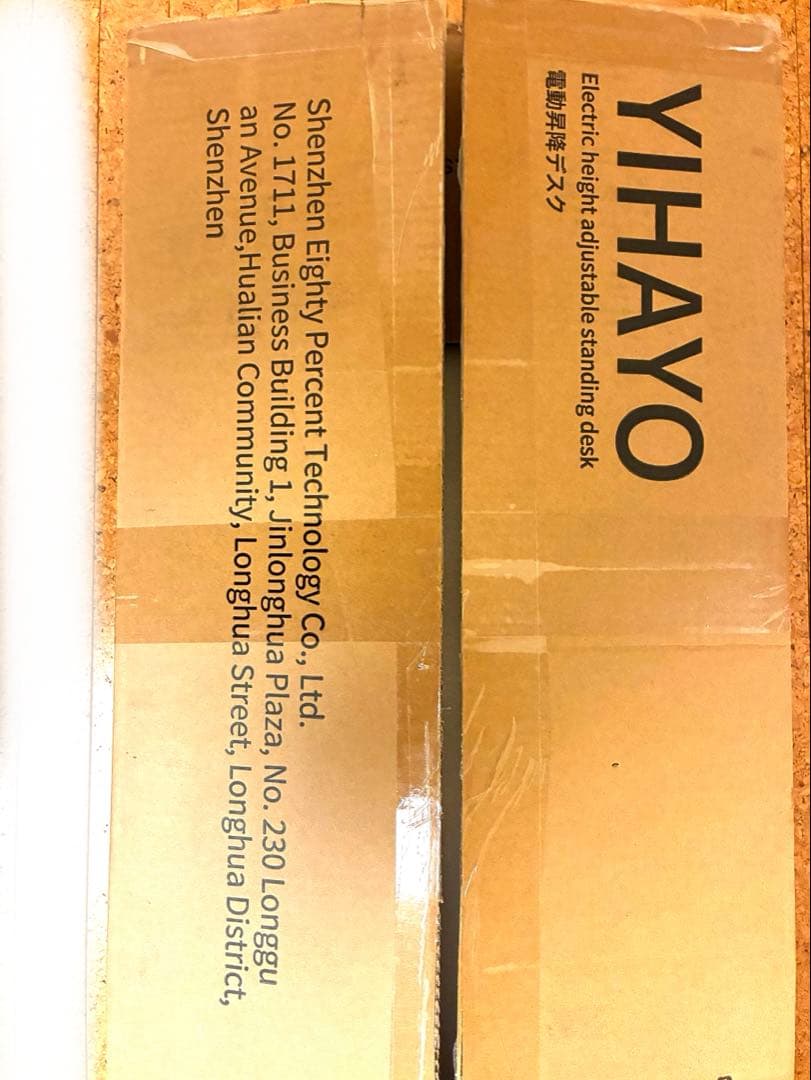 YIHAYO
Electric height adjustable standing desk
電動昇降デスク
Shenzhen Eighty Percent Technology Co., Ltd.
No. 1711, Business Building 1, Jinlonghua Plaza, No. 230 Longgu
an Avenue,Hualian Community, Longhua Street, Longhua District,
Shenzhen